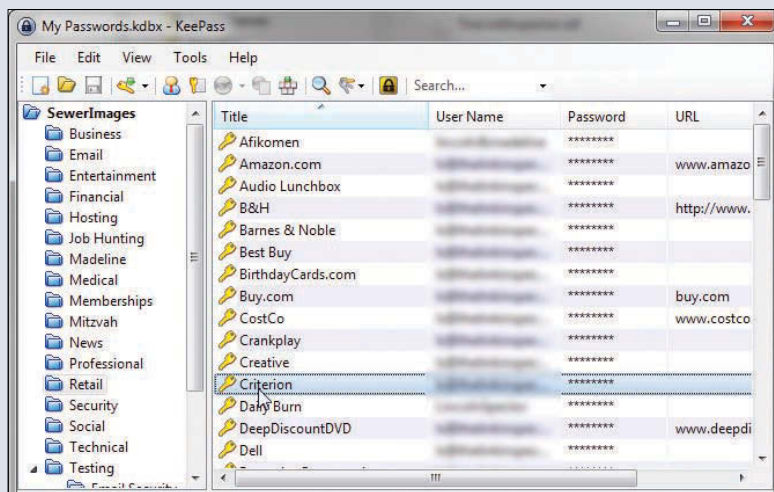 My Passwords.kdbx - KeePass
File Edit View Tools Help
Search...
SewerImages
Business
Email
Entertainment
Financial
Hosting
Job Hunting
Madeline
Medical
Memberships
Mitzvah
News
Professional
Retail
Security
Social
Technical
Testing
Email Security
Title User Name Password URL
Afikomen ********
Amazon.com ******** www.amazo
Audio Lunchbox ********
B&H ******** http://www.
Barnes & Noble ********
Best Buy ********
BirthdayCards.com ********
Buy.com ******** buy.com
CostCo ******** www.costco
Crankplay ********
Creative ********
Criterion ********
Daily Burn ********
DeepDiscountDVD ******** www.deepdi
Dell ********